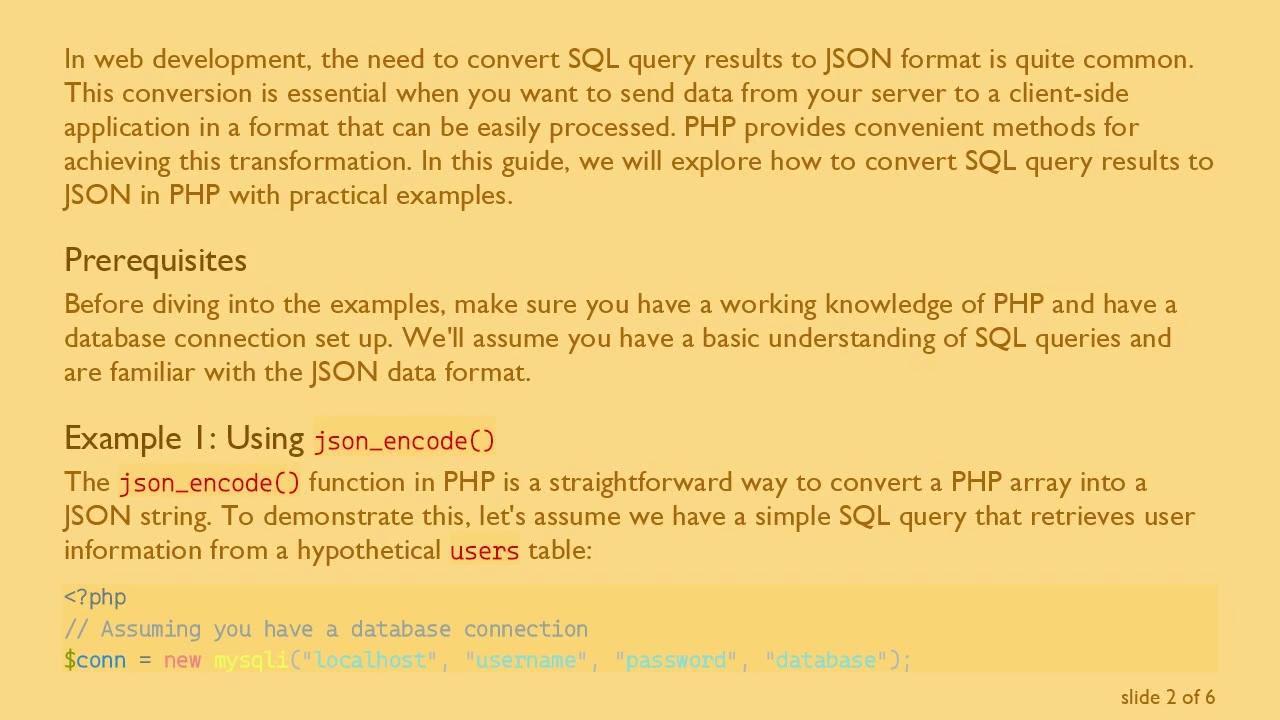 In web development, the need to convert SQL query results to JSON format is quite common.
This conversion is essential when you want to send data from your server to a client-side
application in a format that can be easily processed. PHP provides convenient methods for
achieving this transformation. In this guide, we will explore how to convert SQL query results to
JSON in PHP with practical examples.
Prerequisites
Before diving into the examples, make sure you have a working knowledge of PHP and have a
database connection set up. We'll assume you have a basic understanding of SQL queries and
are familiar with the JSON data format.
Example 1: Using json_encode()
The json_encode() function in PHP is a straightforward way to convert a PHP array into a
JSON string. To demonstrate this, let's assume we have a simple SQL query that retrieves user
information from a hypothetical users table:
<?php
// Assuming you have a database connection
$conn = new mysqli("localhost", "username", "password", "database");
slide 2 of 6